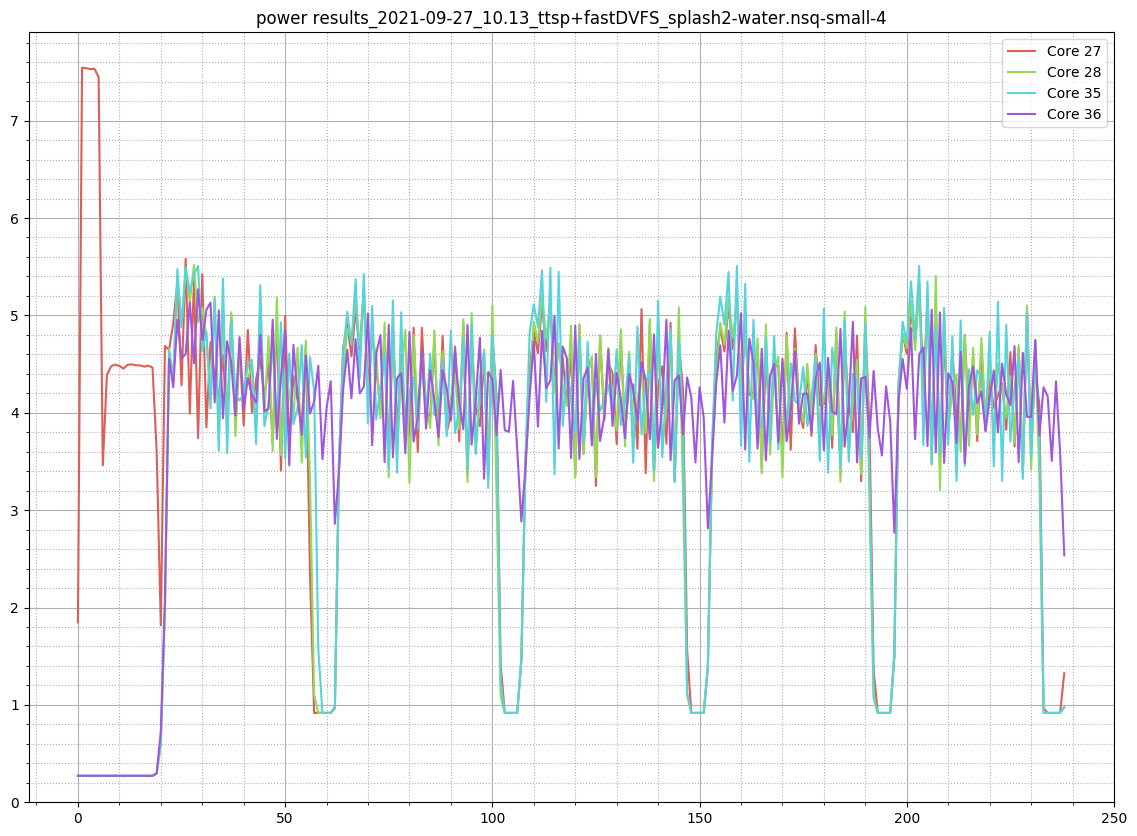 power results_2021-09-27_10.13_ttsp+fastDVFS_splash2-water.nsq-small-4
Core 27
Core 28
Core 35
Core 36
7
6
5
4
3
2
1
0
0 50 100 150 200 250